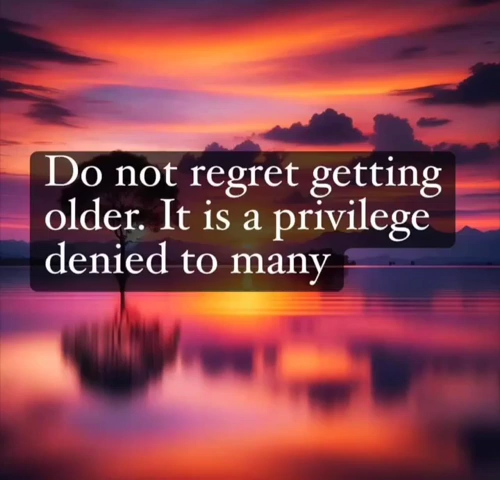 Do not regret getting
older. It is a privilege
denied to many